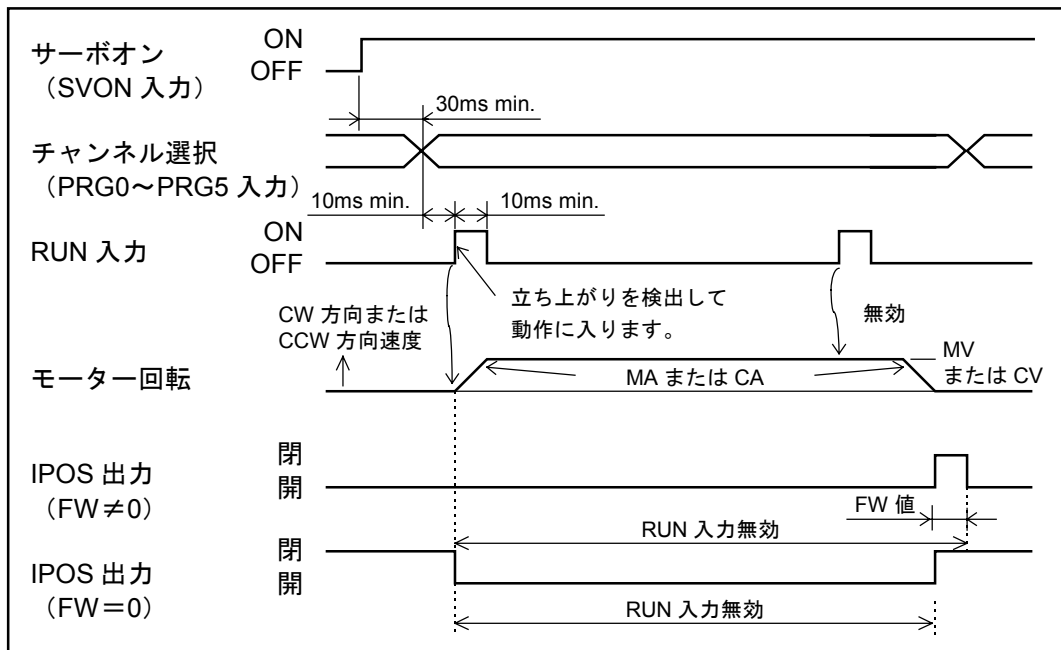 サーボオン
（SVON 入力）
ON
OFF
30ms min.
チャンネル選択
（PRG0～PRG5 入力）
10ms min.
10ms min.
RUN 入力
ON
OFF
立ち上がりを検出して
動作に入ります。
無効
CW 方向または
CCW 方向速度
モーター回転
MA または CA
MV
または CV
IPOS 出力
（FW≠0）
閉
開
FW 値
RUN 入力無効
IPOS 出力
（FW＝0）
閉
開
RUN 入力無効